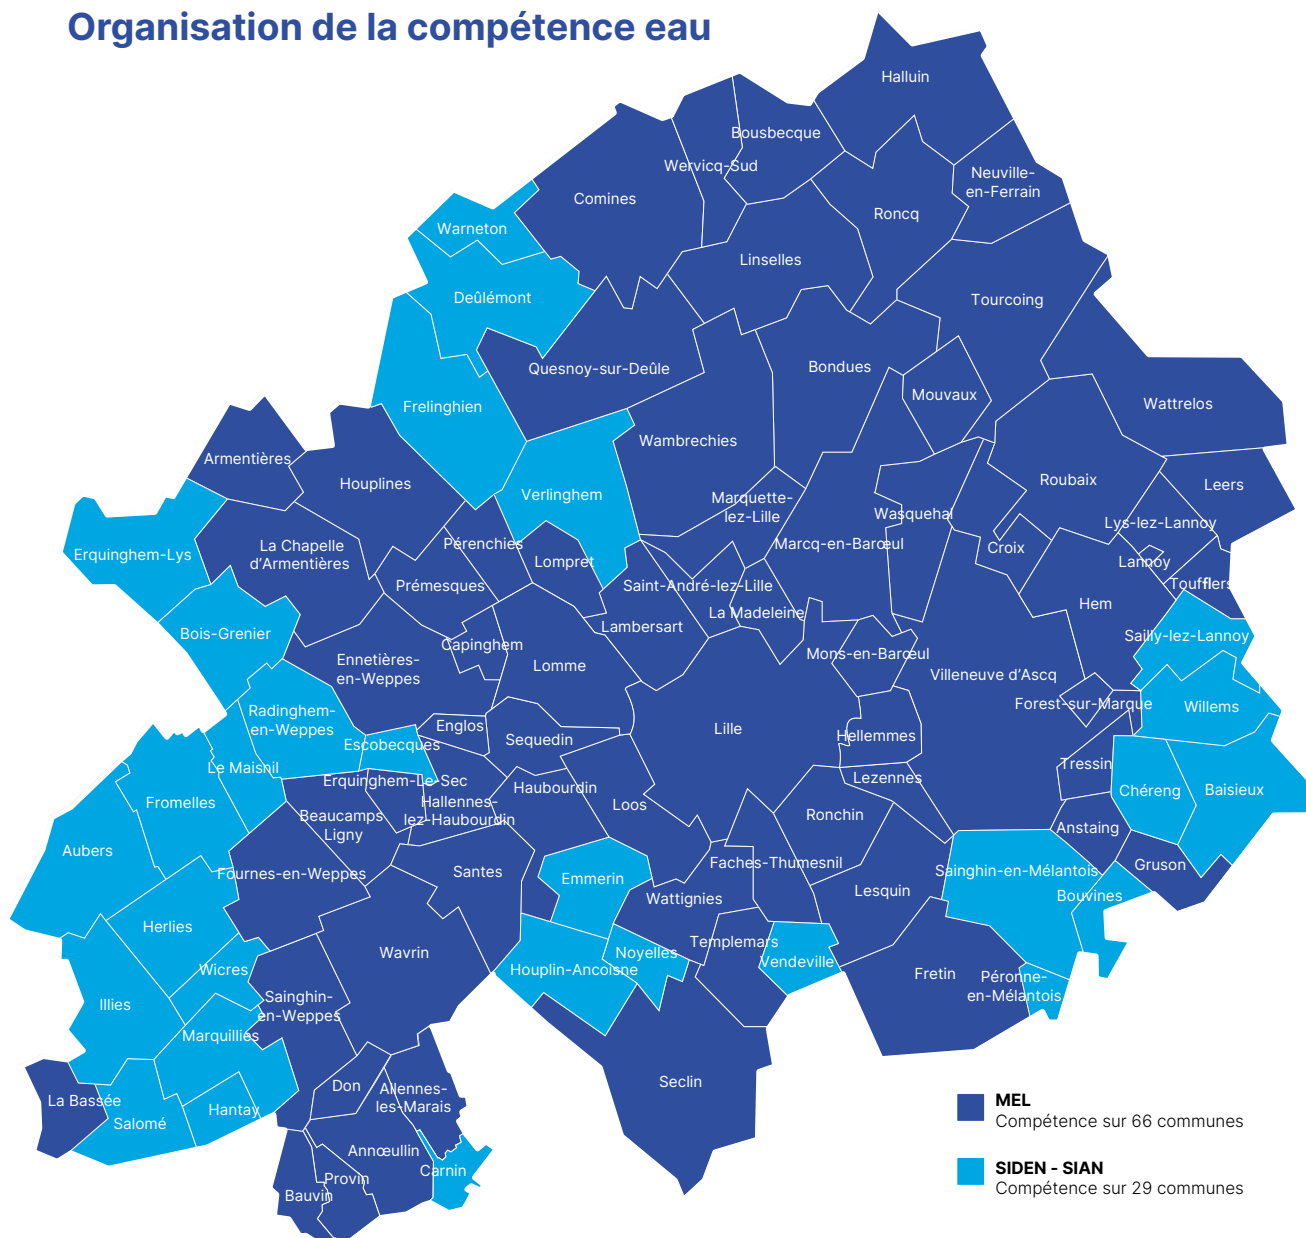 Organisation de la compétence eau
Halluin
Bousbecque
Wervicq-Sud
Neuville-
en-Ferrain
Comines
Roncq
Warneton
Linselles
Deûlémont
Tourcoing
Quesnoy-sur-Deûle
Bondues
Mouvaux
Frelinghien
Wattrelos
Wambrechies
Armentières
Houplines
Roubaix
Leers
Verlinghem
Marquette-
lez-Lille
Wasquehal
Lys-lez-Lannoy
Erquinghem-Lys
La Chapelle
d'Armentières
Pérenchies
Marcq-en-Barœul
Croix
Lompret
Lannoy
Prémesques
Saint-André-lez-Lille
Toufflers
La Madeleine
Hem
Bois-Grenier
Lambersart
Sailly-lez-Lannoy
Capinghem
Mons-en-Barœul
Ennetières-
en-Weppes
Lomme
Villeneuve d'Ascq
Forest-sur-Marque
Willems
Radinghem-
en-Weppes
Englos
Lille
Escobecques
Sequedin
Hellemmes
Le Maisnil
Tressin
Erquinghem-Le-Sec
Lezennes
Haubourdin
Chéreng
Baisieux
Fromelles
Hallennes-
lez-Haubourdin
Loos
Beaucamps
Ligny
Ronchin
Anstaing
Aubers
Faches-Thumesnil
Gruson
Fournes-en-Weppes
Santes
Emmerin
Sainghin-en-Mélantois
Lesquin
Bouvines
Wattignies
Herlies
Templemars
Wavrin
Noyelles
Vendeville
Wicres
Houplin-Ancoisne
Fretin
Péronne-
en-Mélantois
Illies
Sainghin-
en-Weppes
Marquillies
Seclin
Don
Allennes-
les-Marais
La Bassée
Hantay
Salomé
Annœullin
Carnin
Provin
Bauvin
MEL
Compétence sur 66 communes
SIDEN - SIAN
Compétence sur 29 communes